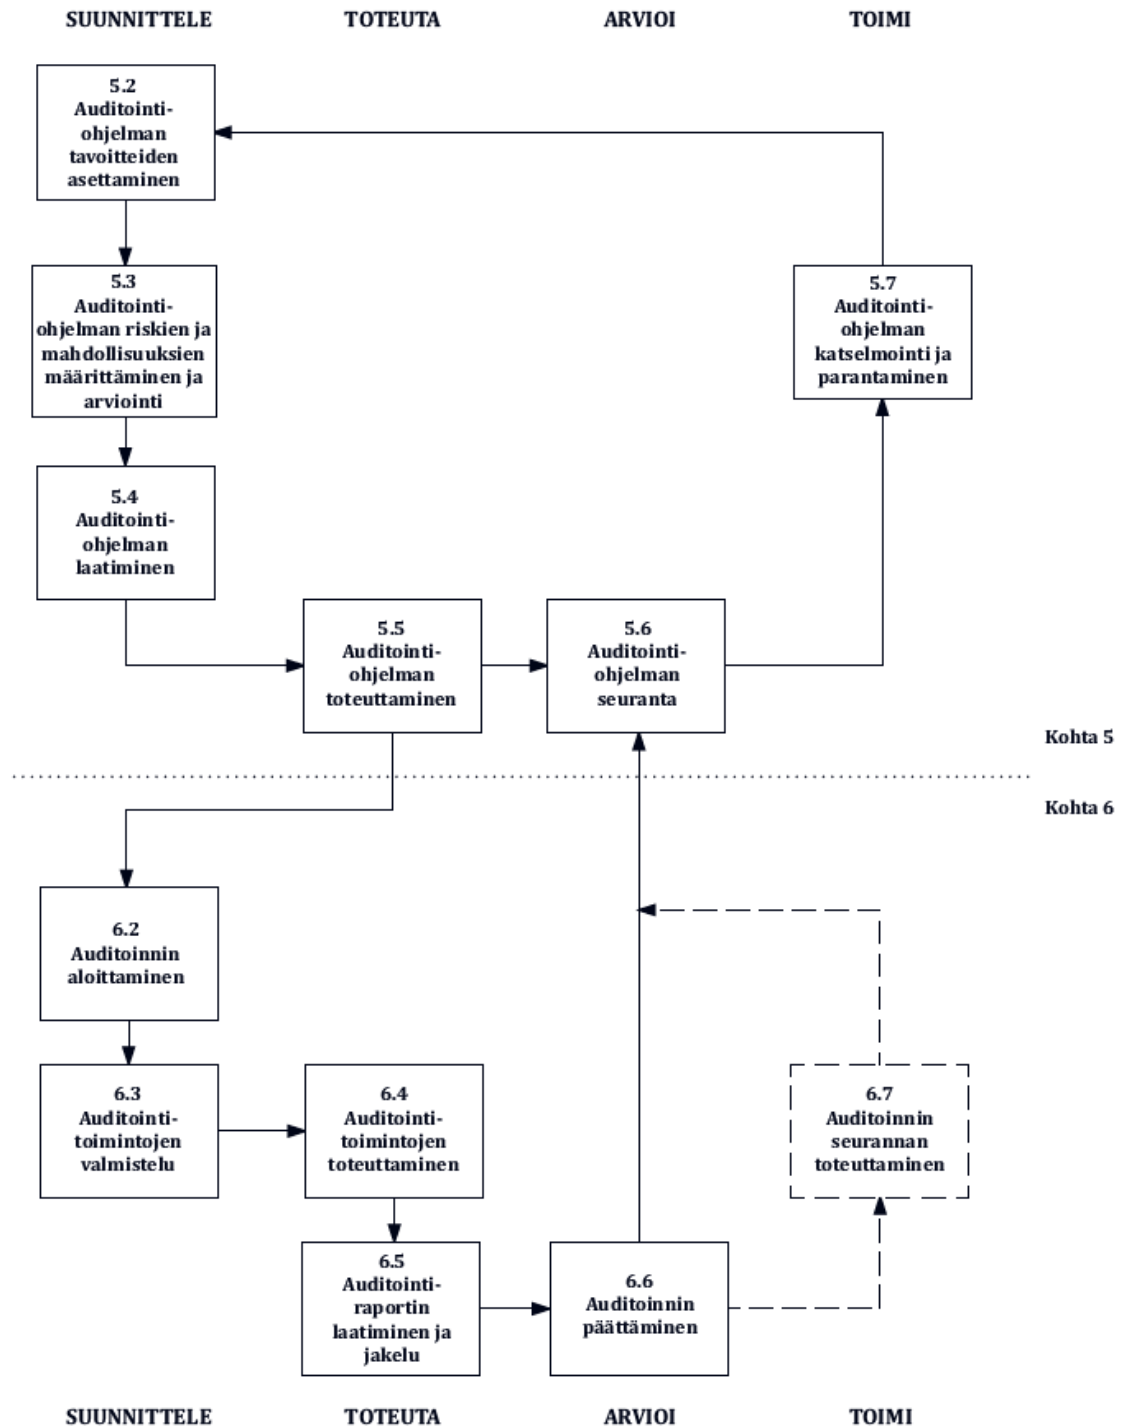 SUUNNITTELE
TOTEUTA
ARVIOI
TOIMI
5.2
Auditointi-
ohjelman
tavoitteiden
asettaminen
5.3
Auditointi-
ohjelman riskien ja
mahdollisuuksien
määrittäminen ja
arviointi
5.7
Auditointi-
ohjelman
katselmointi ja
parantaminen
5.4
Auditointi-
ohjelman
laatiminen
5.5
Auditointi-
ohjelman
toteuttaminen
5.6
Auditointi-
ohjelman
seuranta
Kohta 5
Kohta 6
6.2
Auditoinnin
aloittaminen
6.3
Auditointi-
toimintojen
valmistelu
6.4
Auditointi-
toimintojen
toteuttaminen
6.7
Auditoinnin
seurannan
toteuttaminen
6.5
Auditointi-
raportin
laatiminen ja
jakelu
6.6
Auditoinnin
päättäminen
SUUNNITTELE
TOTEUTA
ARVIOI
TOIMI